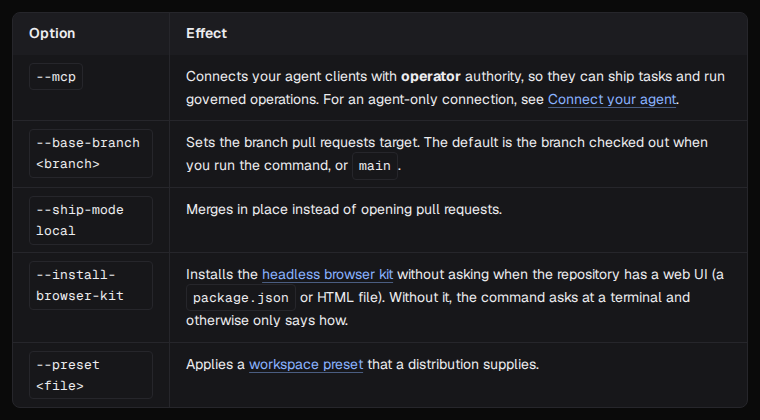 Option Effect
--mcp
Connects your agent clients with operator authority, so they can ship tasks and run
governed operations. For an agent-only connection, see Connect your agent.
--base-branch
<branch>
Sets the branch pull requests target. The default is the branch checked out when
you run the command, or main.
--ship-mode
local
Merges in place instead of opening pull requests.
--install-
browser-kit
Installs the headless browser kit without asking when the repository has a web UI (a
package.json or HTML file). Without it, the command asks at a terminal and
otherwise only says how.
--preset
<file>
Applies a workspace preset that a distribution supplies.